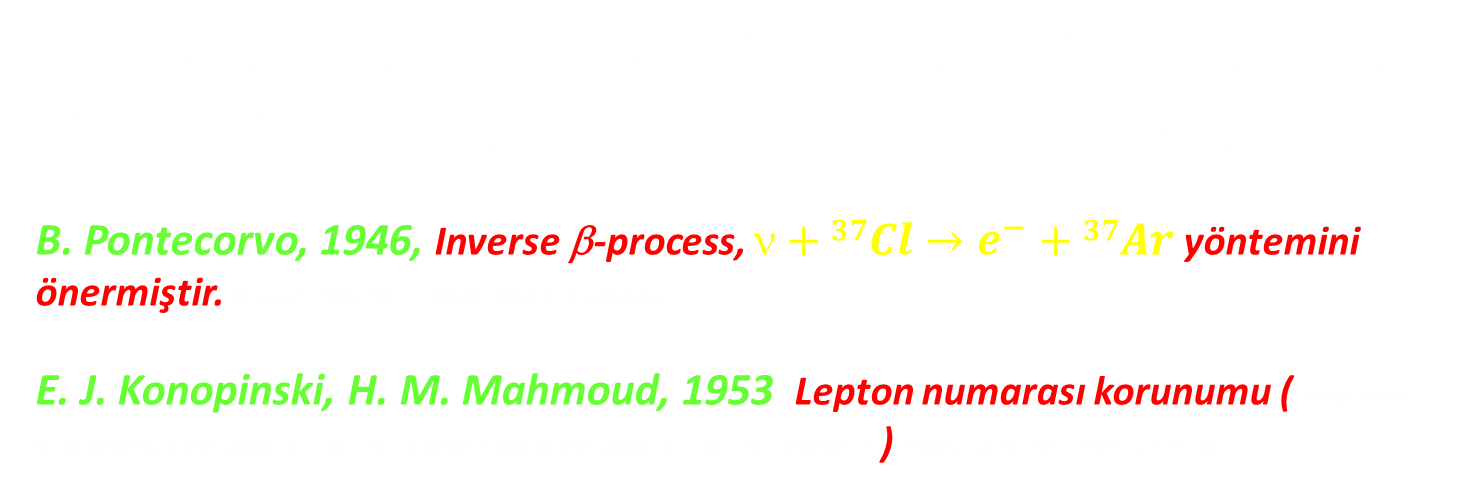 B. Pontecorvo, 1946, Inverse β-process, ν + ³⁷Cl → e⁻ + ³⁷Ar yöntemini
önermiştir.
E. J. Konopinski, H. M. Mahmoud, 1953 Lepton numarası korunumu (
)